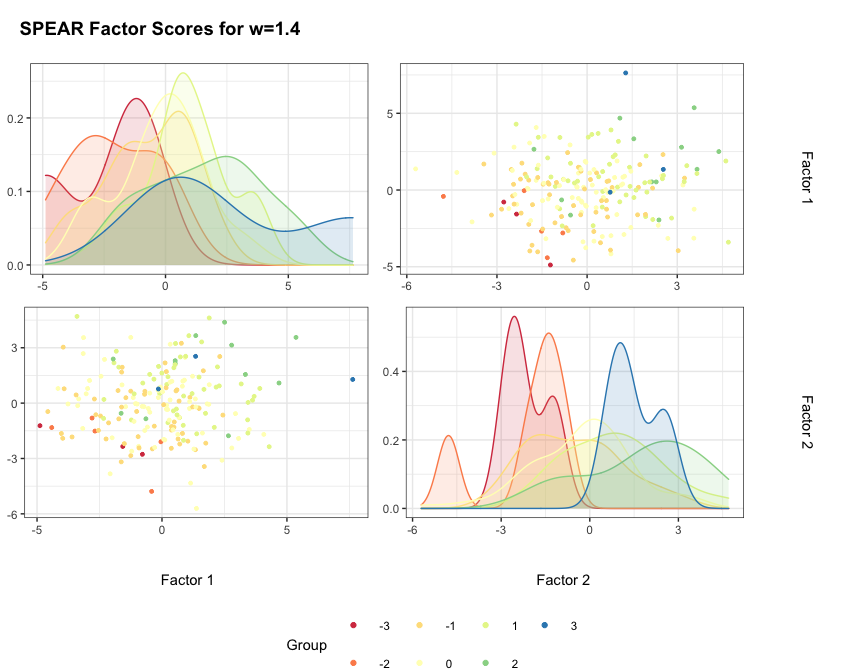 SPEAR Factor Scores for w=1.4
0.2
0.1
0.0
-5 0 5
5
0
-5
-6 -3 0 3
Factor 1
3
0
-3
-6
-5 0 5
0.4
0.2
0.0
-6 -3 0 3
Factor 2
Factor 1 Factor 2
Group
-3 -1 1 3
-2 0 2